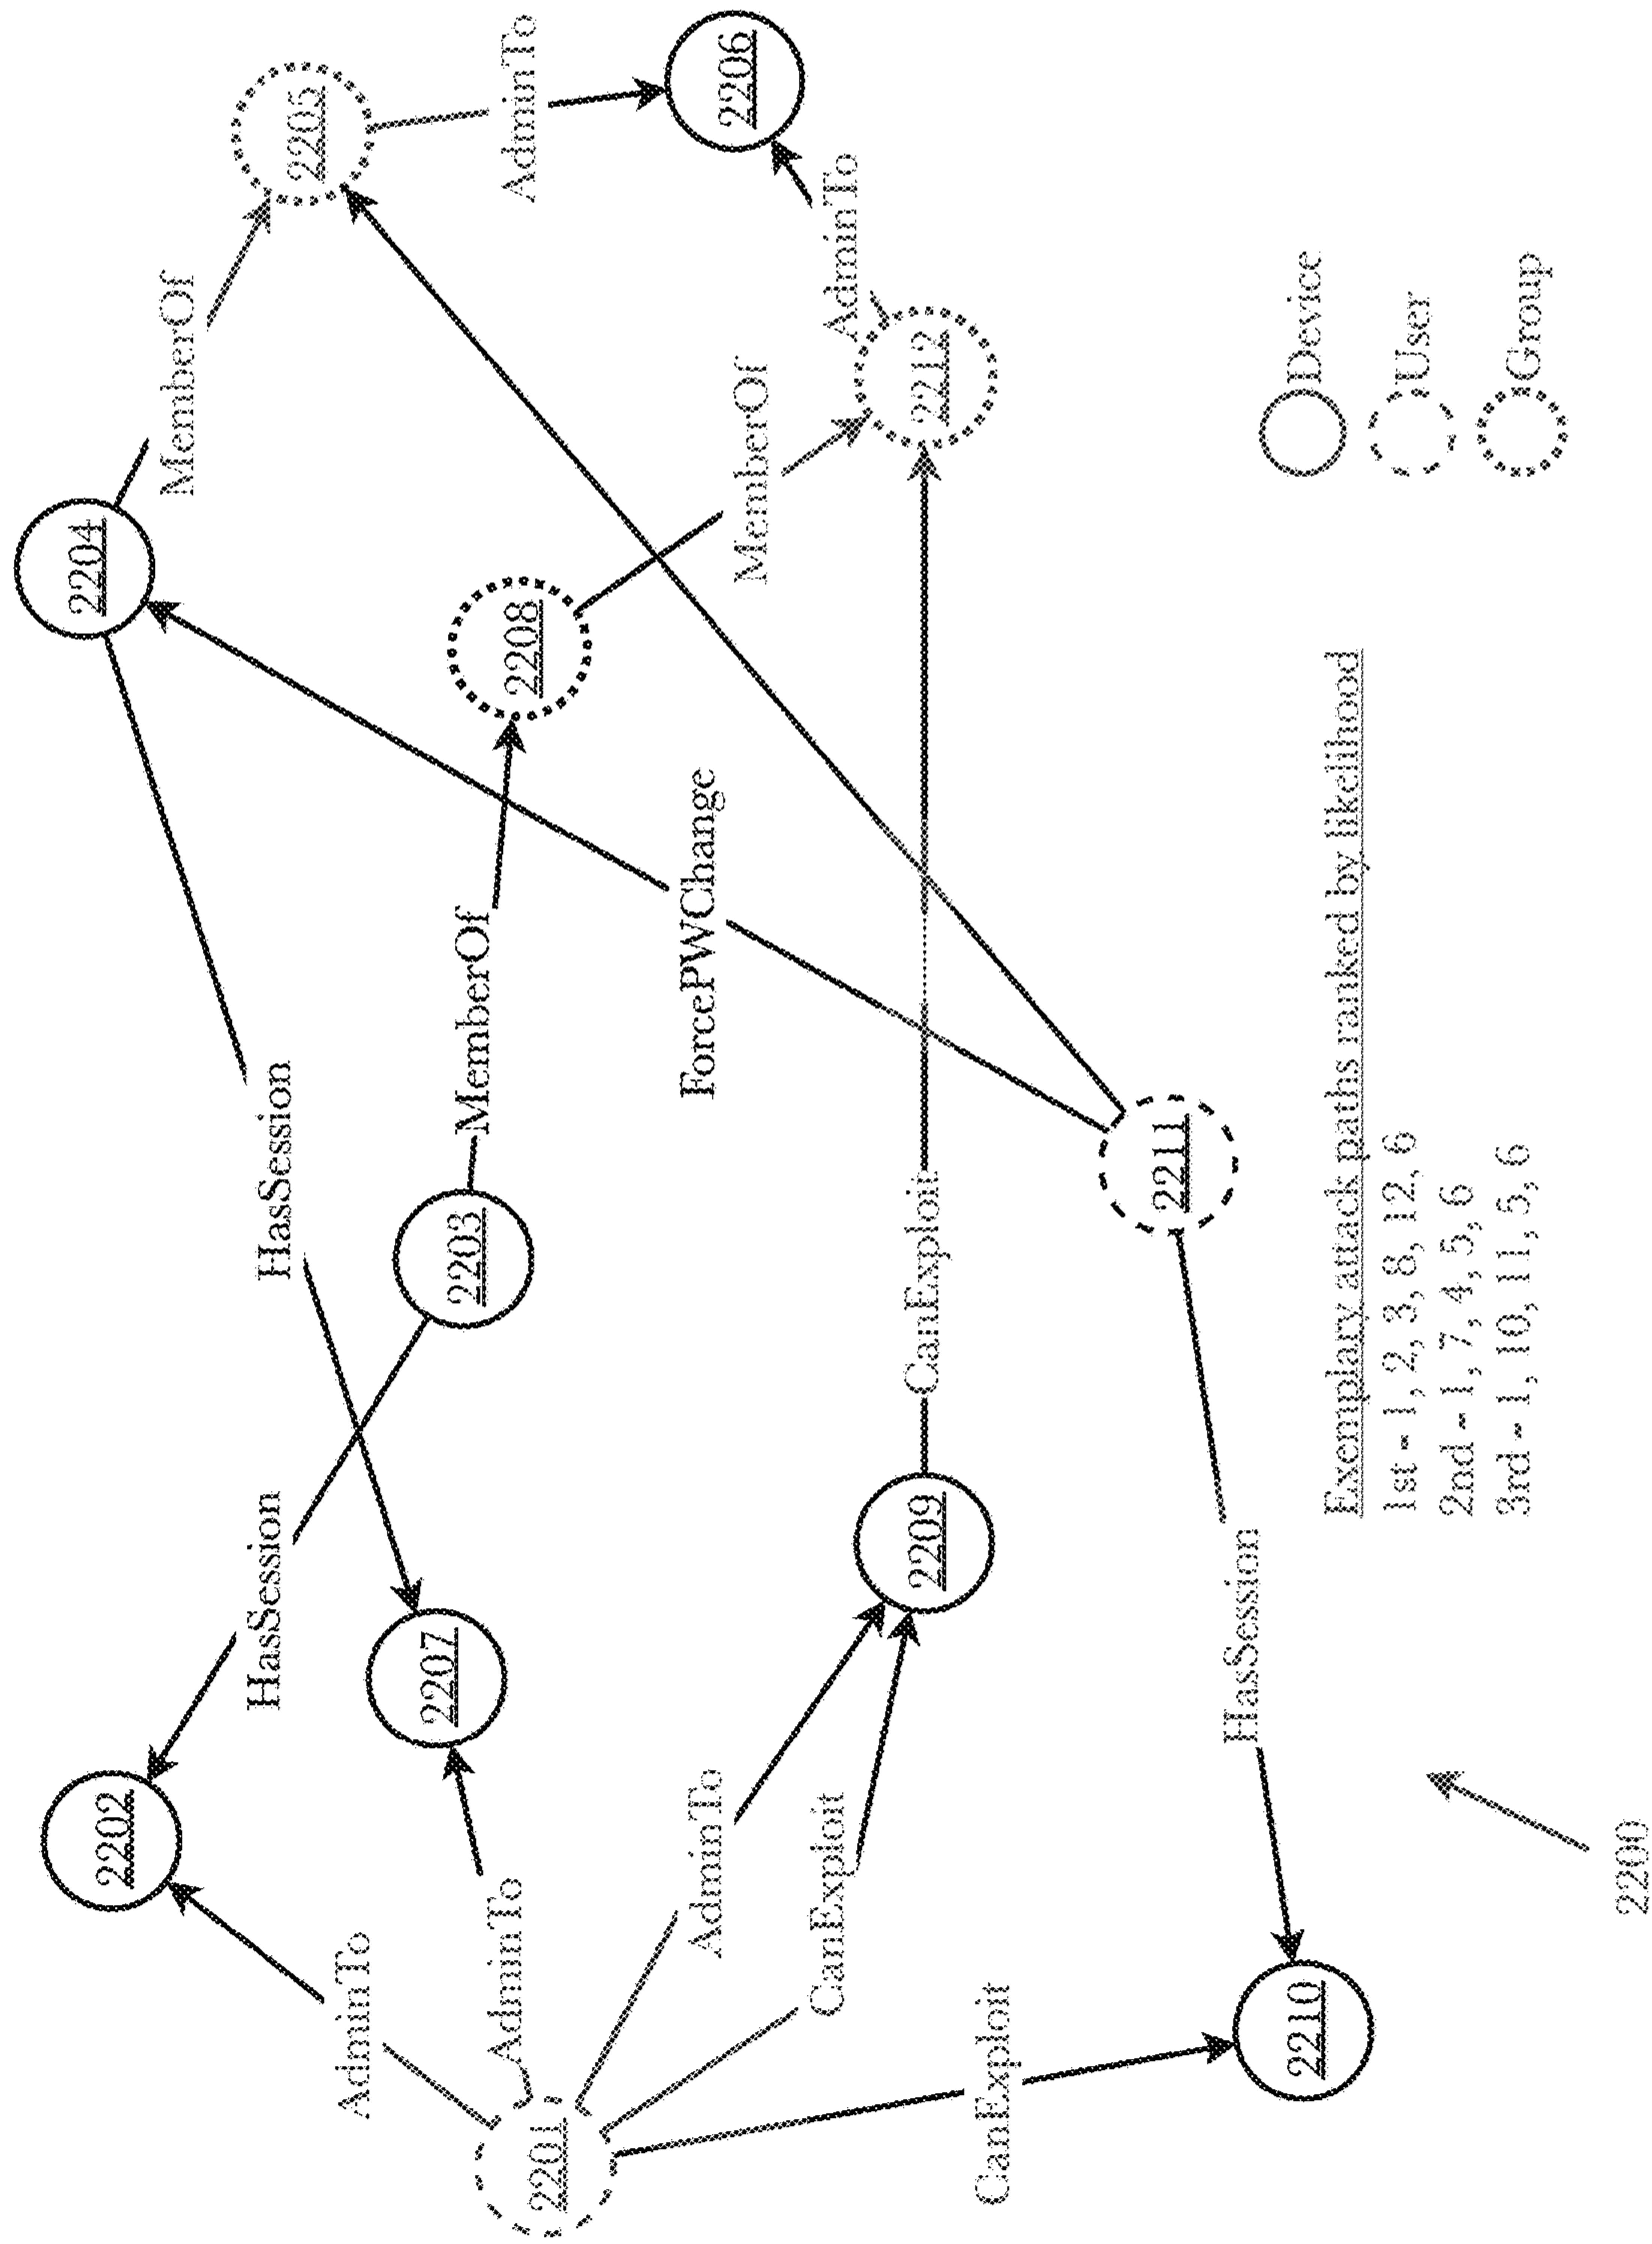 2202
2204
AdminTo
HasSession
HasSession
MemberOf
2205
2207
2203
MemberOf
2208
AdminTo
AdminTo
2201
AdminTo
ForcePWChange
MemberOf
2206
CanExploit
2209
CanExploit
2212
AdminTo
CanExploit
2211
2210
HasSession
Exemplary attack paths ranked by likelihood
1st - 1, 2, 3, 8, 12, 6
2nd - 1, 7, 4, 5, 6
3rd - 1, 10, 11, 5, 6
Device
User
Group
2200